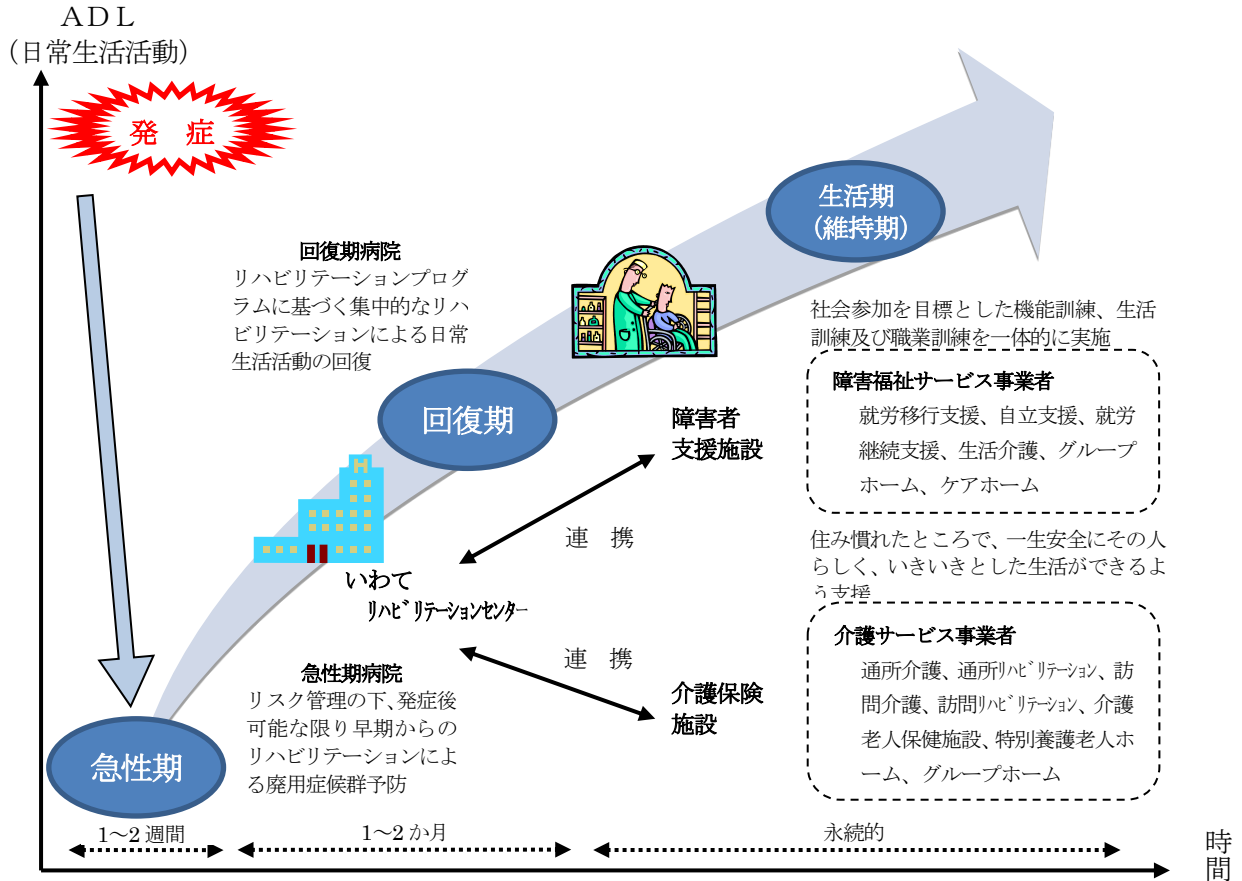 ＡＤＬ
（日常生活活動）
発 症
生活期
（維持期）
回復期病院
リハビリテーションプログ
ラムに基づく集中的なリハ
ビリテーションによる日常
生活活動の回復
社会参加を目標とした機能訓練、生活
訓練及び職業訓練を一体的に実施
障害福祉サービス事業者
就労移行支援、自立支援、就労
継続支援、生活介護、グループ
ホーム、ケアホーム
回復期
障害者
支援施設
H
連 携
いわて
ﾘﾊﾋﾞﾘﾃｰｼｮﾝｾﾝﾀｰ
住み慣れたところで、一生安全にその人
らしく、いきいきとした生活ができるよ
う支援
介護サービス事業者
通所介護、通所ﾘﾊﾋﾞﾘﾃｰｼｮﾝ、訪
問介護、訪問ﾘﾊﾋﾞﾘﾃｰｼｮﾝ、介護
老人保健施設、特別養護老人ホ
ーム、グループホーム
連 携
介護保険
施設
急性期病院
リスク管理の下、発症後
可能な限り早期からの
リハビリテーションによ
る廃用症候群予防
急性期
1～2 週間
1～2 か月
永続的
時
間